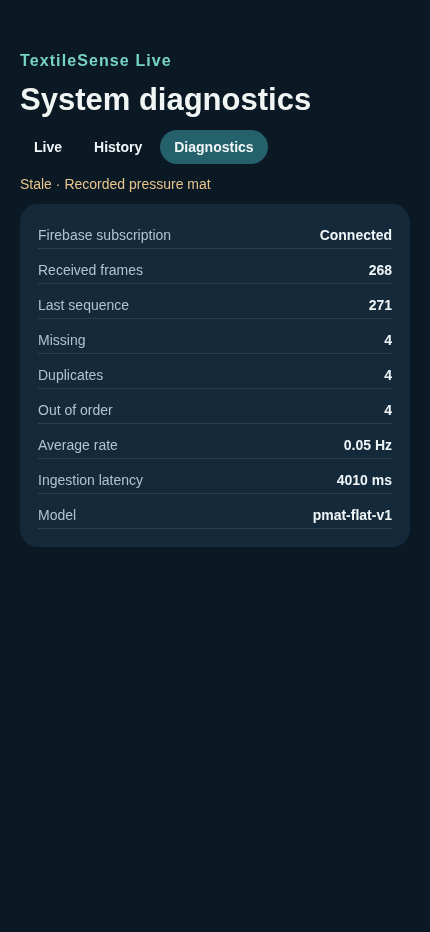 TextileSense Live
System diagnostics
Live History Diagnostics
Stale · Recorded pressure mat
Firebase subscription Connected
Received frames 268
Last sequence 271
Missing 4
Duplicates 4
Out of order 4
Average rate 0.05 Hz
Ingestion latency 4010 ms
Model pmat-flat-v1